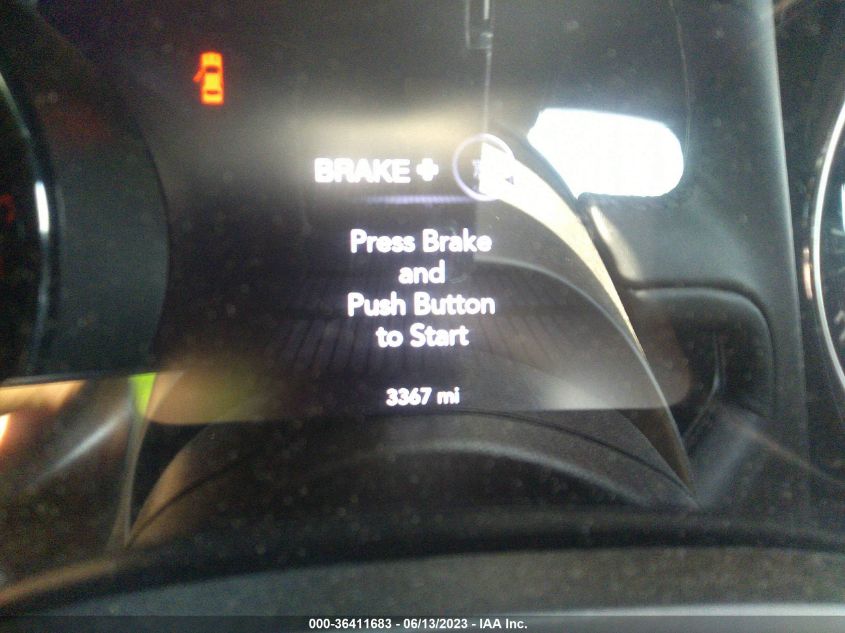 BRAKE +
Press Brake
and
Push Button
to Start
3367 mi
000-36411683 - 06/13/2023 - IAA Inc.